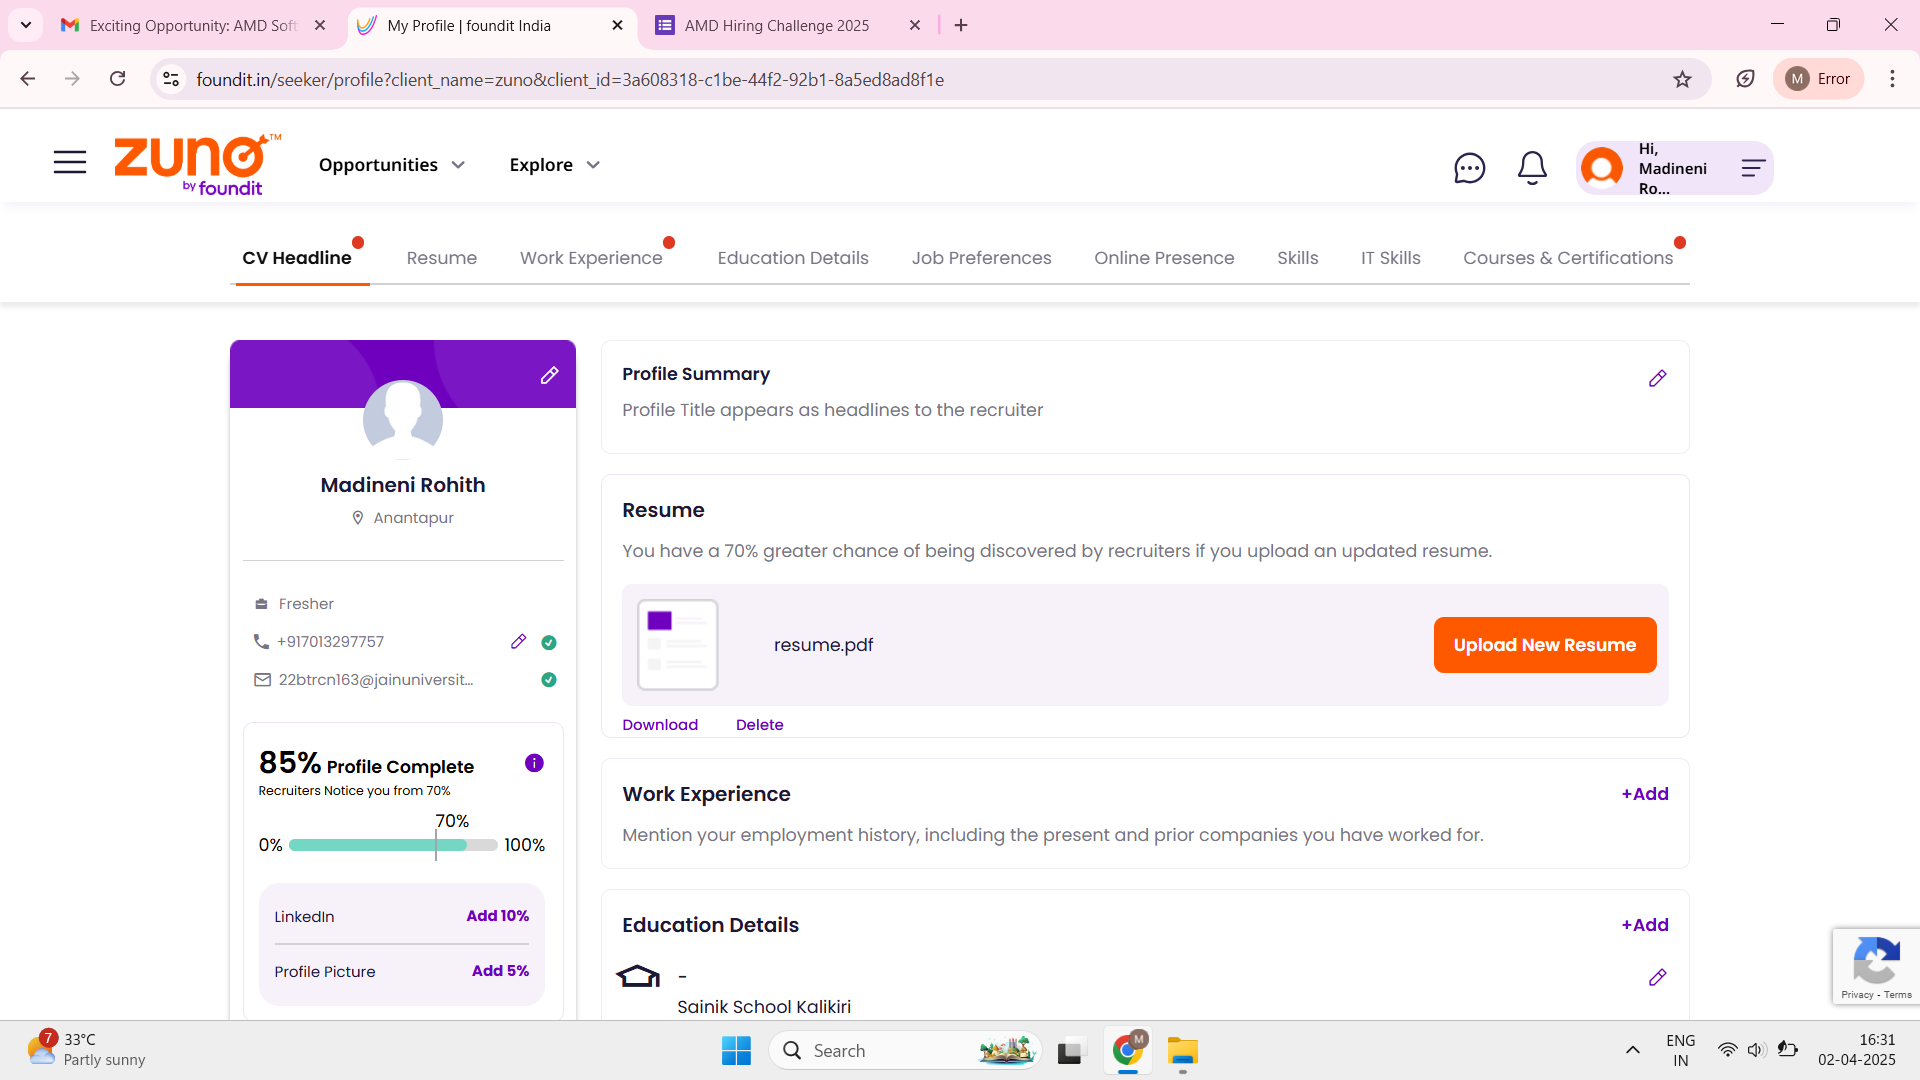 Exciting Opportunity: AMD Soft
My Profile | foundit India
AMD Hiring Challenge 2025
foundit.in/seeker/profile?client_name=zuno&client_id=3a608318-c1be-44f2-92b1-8a5ed8ad8f1e
M Error
zuno™
by foundit
Opportunities
Explore
Hi,
Madineni
Ro...
CV Headline
Resume
Work Experience
Education Details
Job Preferences
Online Presence
Skills
IT Skills
Courses & Certifications
Madineni Rohith
Anantapur
Fresher
+917013297757
22btrcn163@jainuniversit...
85% Profile Complete
Recruiters Notice you from 70%
70%
0%
100%
LinkedIn
Add 10%
Profile Picture
Add 5%
Profile Summary
Profile Title appears as headlines to the recruiter
Resume
You have a 70% greater chance of being discovered by recruiters if you upload an updated resume.
resume.pdf
Upload New Resume
Download
Delete
Work Experience
+Add
Mention your employment history, including the present and prior companies you have worked for.
Education Details
+Add
-
Sainik School Kalikiri
Privacy - Terms
7
33°C
Partly sunny
Search
M
ENG
IN
16:31
02-04-2025